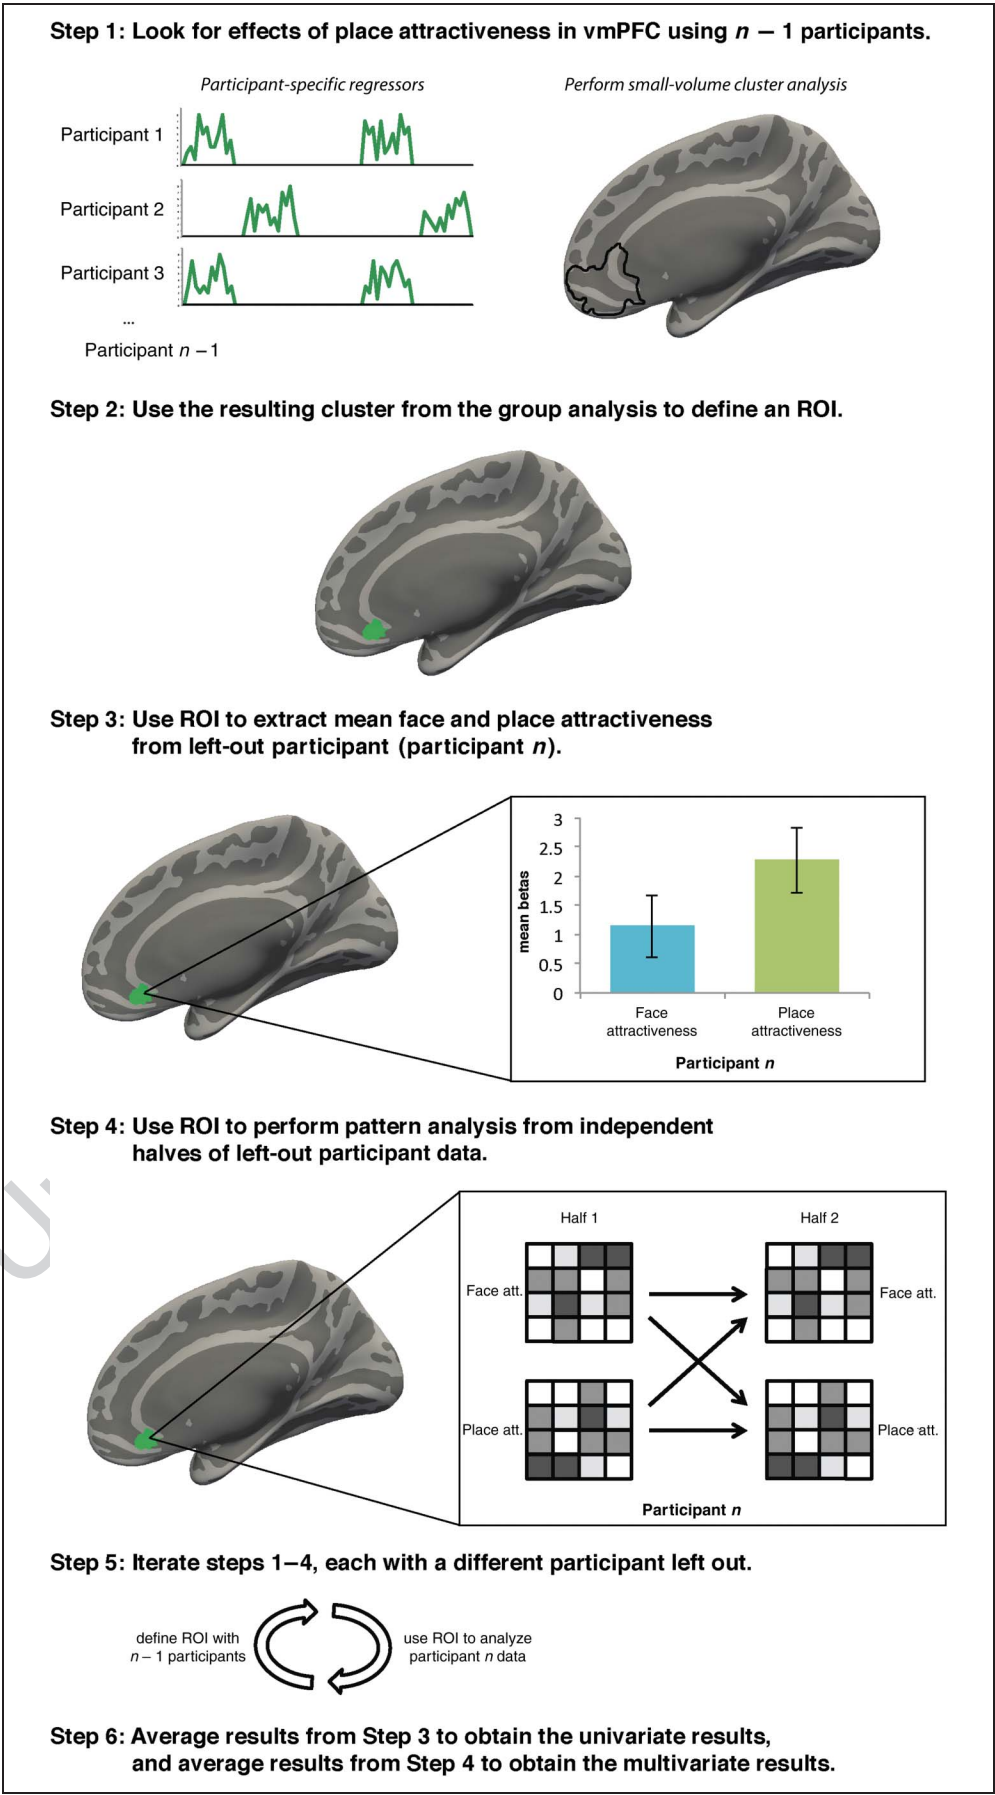 Step 1: Look for effects of place attractiveness in vmPFC using n – 1 participants.
Participant-specific regressors
Perform small-volume cluster analysis
Participant 1
Participant 2
Participant 3
...
Participant n – 1
Step 2: Use the resulting cluster from the group analysis to define an ROI.
Step 3: Use ROI to extract mean face and place attractiveness
from left-out participant (participant n).
mean betas
3
2.5
2
1.5
1
0.5
0
Face
attractiveness
Place
attractiveness
Participant n
Step 4: Use ROI to perform pattern analysis from independent
halves of left-out participant data.
Half 1
Half 2
Face att.
Face att.
Place att.
Place att.
Participant n
Step 5: Iterate steps 1–4, each with a different participant left out.
define ROI with
n – 1 participants
use ROI to analyze
participant n data
Step 6: Average results from Step 3 to obtain the univariate results,
and average results from Step 4 to obtain the multivariate results.